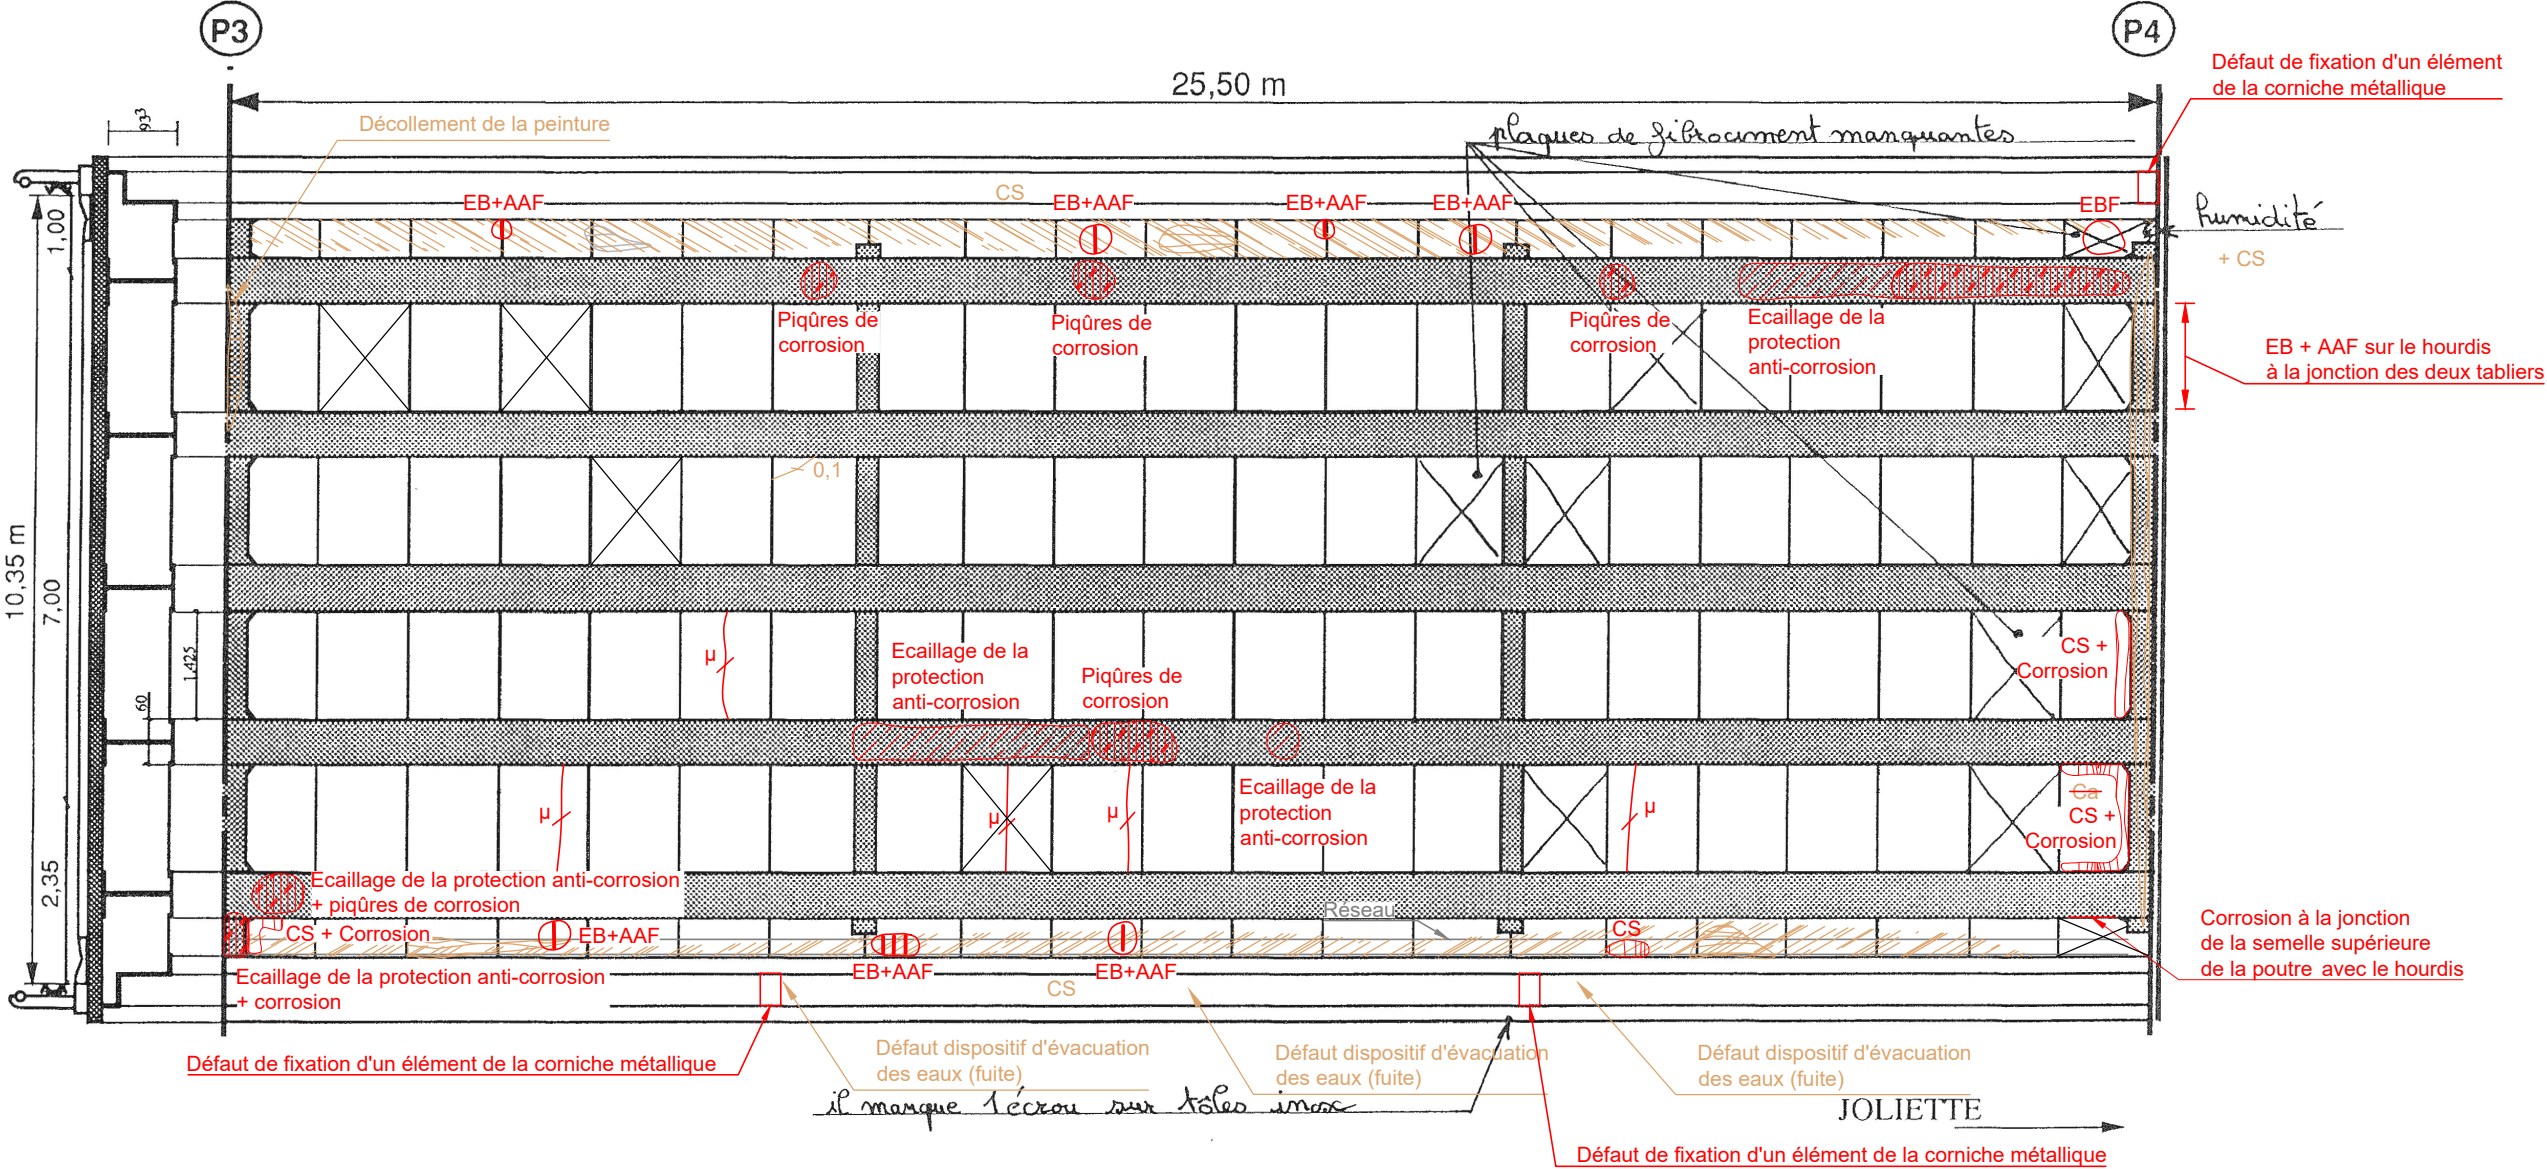 P3
P4
25,50 m
Défaut de fixation d'un élément
de la corniche métallique
93³
Décollement de la peinture
plaques de fibrociment manquantes
CS
EB+AAF
EB+AAF
EB+AAF
EB+AAF
EBF
humidité
+ CS
1,00
Piqûres de
corrosion
Piqûres de
corrosion
Piqûres de
corrosion
Ecaillage de la
protection
anti-corrosion
EB + AAF sur le hourdis
à la jonction des deux tabliers
0,1
10,35 m
7,00
1.425
60
µ
Ecaillage de la
protection
anti-corrosion
Piqûres de
corrosion
CS +
Corrosion
µ
µ
µ
µ
Ecaillage de la
protection
anti-corrosion
Ca
CS +
Corrosion
2,35
Ecaillage de la protection anti-corrosion
+ piqûres de corrosion
Réseau
CS + Corrosion
EB+AAF
CS
Corrosion à la jonction
de la semelle supérieure
de la poutre avec le hourdis
Ecaillage de la protection anti-corrosion
+ corrosion
EB+AAF
EB+AAF
CS
Défaut de fixation d'un élément de la corniche métallique
Défaut dispositif d'évacuation
des eaux (fuite)
Défaut dispositif d'évacuation
des eaux (fuite)
Défaut dispositif d'évacuation
des eaux (fuite)
il manque l'écrou sur tôles inox
JOLIETTE
Défaut de fixation d'un élément de la corniche métallique